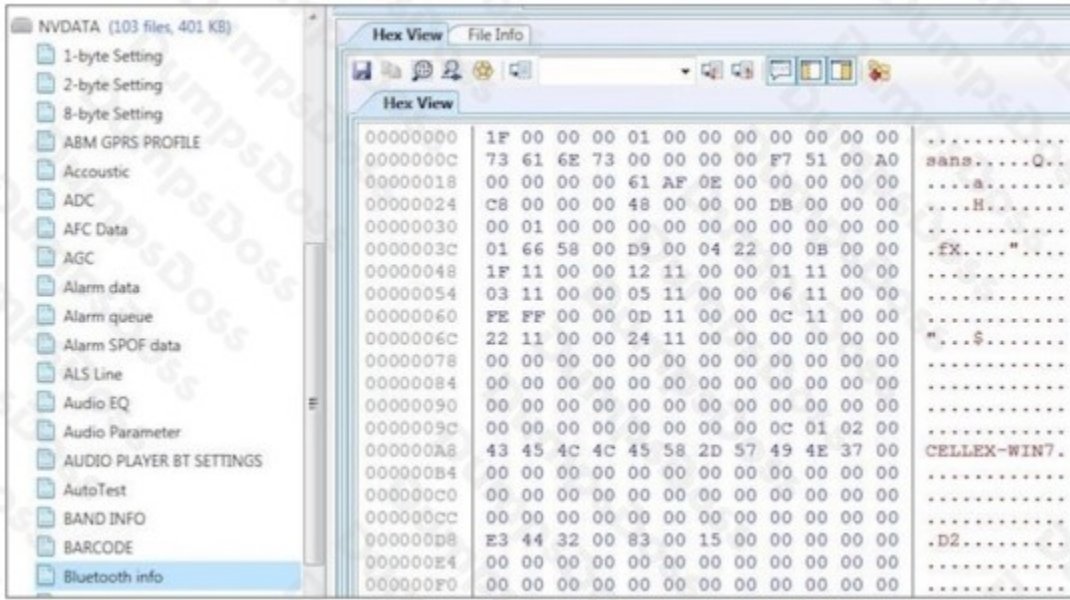 NVDATA (103 files, 401 KB)
1-byte Setting
2-byte Setting
8-byte Setting
ABM GPRS PROFILE
Accoustic
ADC
AFC Data
AGC
Alarm data
Alarm queue
Alarm SPOF data
ALS Line
Audio EQ
Audio Parameter
AUDIO PLAYER BT SETTINGS
AutoTest
BAND INFO
BARCODE
Bluetooth info
Hex View File Info
Hex View
00000000 1F 00 00 00 01 00 00 00 00 00 00 00 ............
0000000C 73 61 6E 73 00 00 00 00 F7 51 00 A0 sans.....Q..
00000018 00 00 00 00 61 AF 0E 00 00 00 00 00 ....a.......
00000024 C8 00 00 00 48 00 00 00 DB 00 00 00 ....H.......
00000030 00 01 00 00 00 00 00 00 00 00 00 00 ............
0000003C 01 66 58 00 D9 00 04 22 00 0B 00 00 .fX...."....
00000048 1F 11 00 00 12 11 00 00 01 11 00 00 ............
00000054 03 11 00 00 05 11 00 00 06 11 00 00 ............
00000060 FE FF 00 00 0D 11 00 00 0C 11 00 00 ............
0000006C 22 11 00 00 24 11 00 00 00 00 00 00 "...$.......
00000078 00 00 00 00 00 00 00 00 00 00 00 00 ............
00000084 00 00 00 00 00 00 00 00 00 00 00 00 ............
00000090 00 00 00 00 00 00 00 00 00 00 00 00 ............
0000009C 00 00 00 00 00 00 00 00 0C 01 02 00 ............
000000A8 43 45 4C 4C 45 58 2D 57 49 4E 37 00 CELLEX-WIN7.
000000B4 00 00 00 00 00 00 00 00 00 00 00 00 ............
000000C0 00 00 00 00 00 00 00 00 00 00 00 00 ............
000000CC 00 00 00 00 00 00 00 00 00 00 00 00 ............
000000D8 E3 44 32 00 83 00 15 00 00 00 00 00 .D2.........
000000E4 00 00 00 00 00 00 00 00 00 00 00 00 ............
000000F0 00 00 00 00 00 00 00 00 00 00 00 00 ............
DumpsDoss